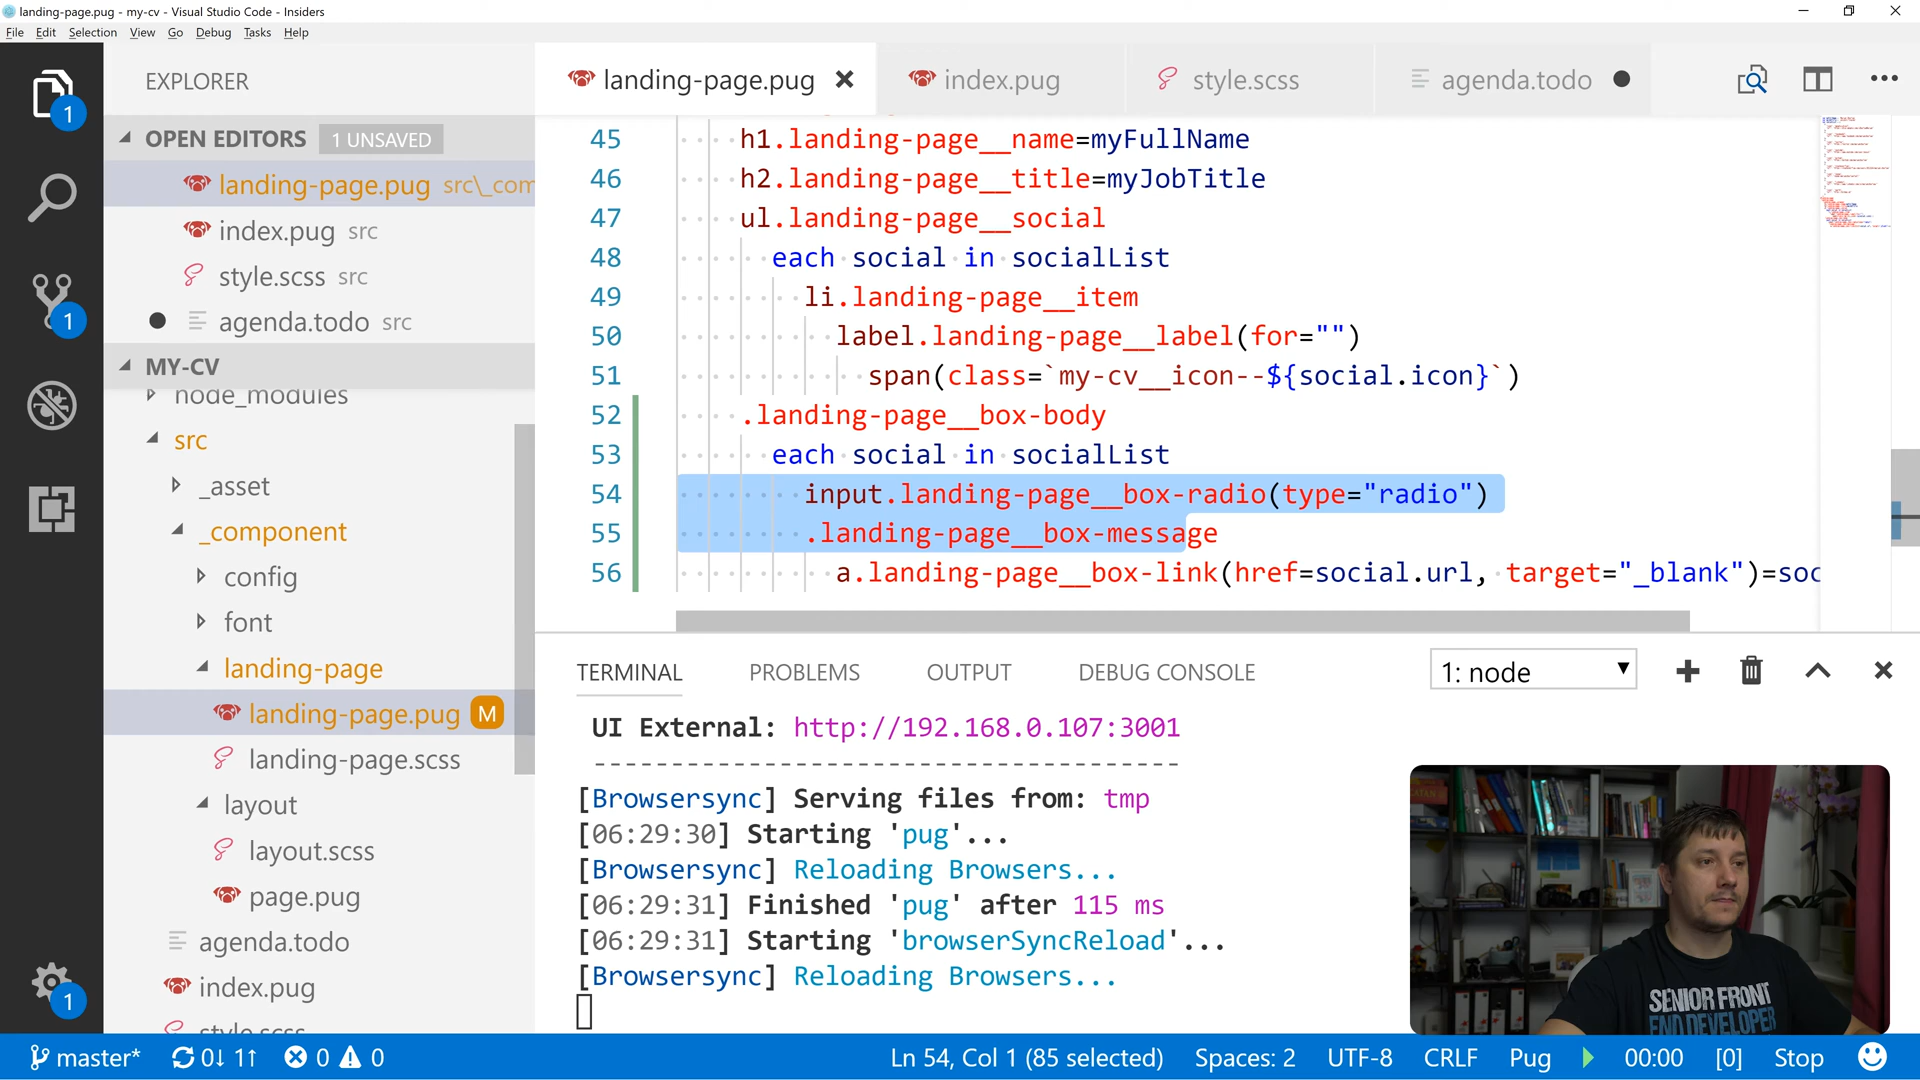 landing-page.pug - my-cv - Visual Studio Code - Insiders
File Edit Selection View Go Debug Tasks Help
EXPLORER
OPEN EDITORS 1 UNSAVED
landing-page.pug src\_com
index.pug src
style.scss src
agenda.todo src
MY-CV
node_modules
src
_asset
_component
config
font
landing-page
landing-page.pug M
landing-page.scss
layout
layout.scss
page.pug
agenda.todo
index.pug
style.scss
1
1
1
landing-page.pug index.pug style.scss agenda.todo
45 h1.landing-page__name=myFullName
46 h2.landing-page__title=myJobTitle
47 ul.landing-page__social
48 each social in socialList
49 li.landing-page__item
50 label.landing-page__label(for="")
51 span(class=`my-cv__icon--${social.icon}`)
52 .landing-page__box-body
53 each social in socialList
54 input.landing-page__box-radio(type="radio")
55 .landing-page__box-message
56 a.landing-page__box-link(href=social.url, target="_blank")=soc
TERMINAL PROBLEMS OUTPUT DEBUG CONSOLE 1: node
UI External: http://192.168.0.107:3001
--------------------------------------
[Browsersync] Serving files from: tmp
[06:29:30] Starting 'pug'...
[Browsersync] Reloading Browsers...
[06:29:31] Finished 'pug' after 115 ms
[06:29:31] Starting 'browserSyncReload'...
[Browsersync] Reloading Browsers...
SENIOR FRONT
END DEVELOPER
master* 0↓ 1↑ 0 0 Ln 54, Col 1 (85 selected) Spaces: 2 UTF-8 CRLF Pug 00:00 [0] Stop